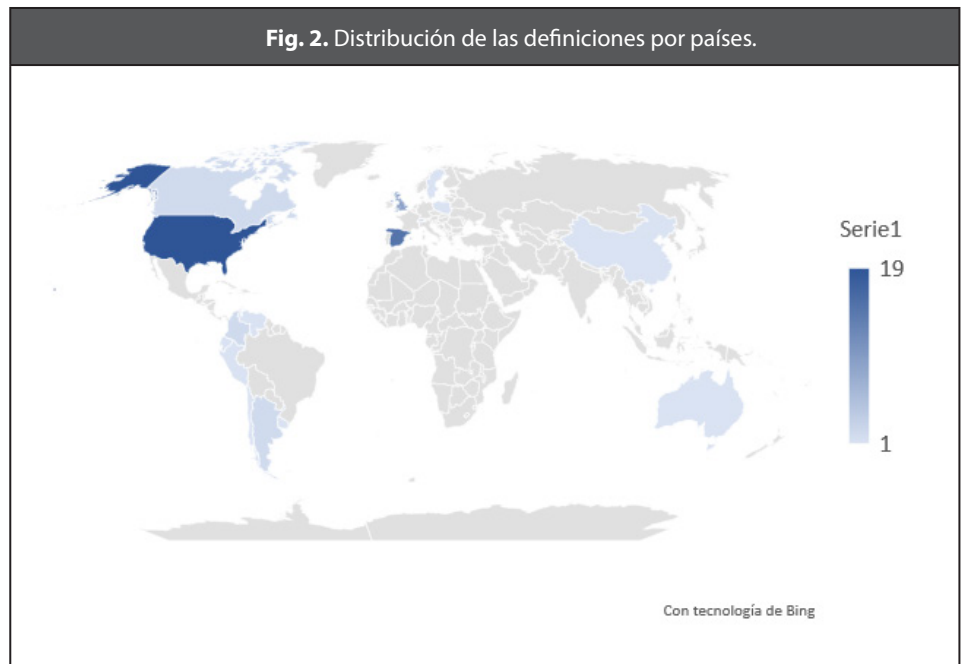 Fig. 2. Distribución de las definiciones por países.
Serie1
19
1
Con tecnología de Bing